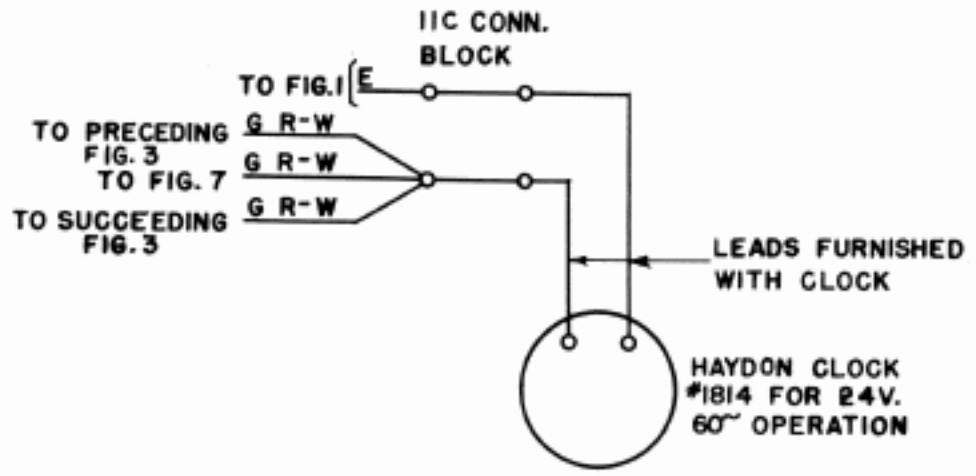 11C CONN.
BLOCK
TO FIG.1 E
TO PRECEDING G R-W
FIG. 3
TO FIG. 7 G R-W
TO SUCCEEDING G R-W
FIG. 3
LEADS FURNISHED
WITH CLOCK
HAYDON CLOCK
#1814 FOR 24V.
60~ OPERATION